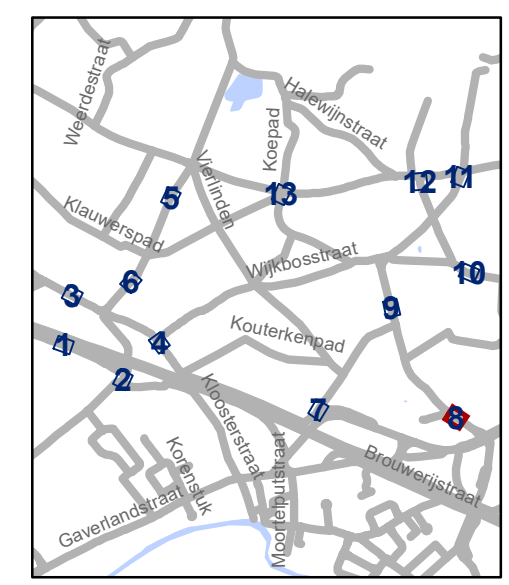 Weerdestraat
Halewijnstraat
Koepad
Vierlinden
12
11
5
13
Klauwerspad
Wijkbosstraat
10
6
3
9
Kouterkenpad
1
4
2
Kloosterstraat
7
8
Korenstuk
Moortelputstraat
Brouwerijstraat
Gaverlandstraat